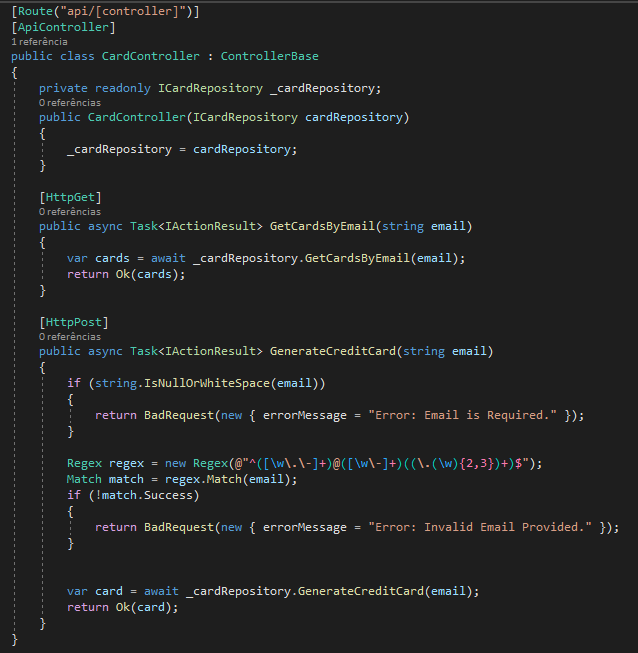 [Route("api/[controller]")]
[ApiController]
1 referência
public class CardController : ControllerBase
{
private readonly ICardRepository _cardRepository;
0 referências
public CardController(ICardRepository cardRepository)
{
_cardRepository = cardRepository;
}
[HttpGet]
0 referências
public async Task<IActionResult> GetCardsByEmail(string email)
{
var cards = await _cardRepository.GetCardsByEmail(email);
return Ok(cards);
}
[HttpPost]
0 referências
public async Task<IActionResult> GenerateCreditCard(string email)
{
if (string.IsNullOrWhiteSpace(email))
{
return BadRequest(new { errorMessage = "Error: Email is Required." });
}
Regex regex = new Regex(@"^([\w\.\-]+)@([\w\-]+)((\.(\w){2,3})+)$");
Match match = regex.Match(email);
if (!match.Success)
{
return BadRequest(new { errorMessage = "Error: Invalid Email Provided." });
}
var card = await _cardRepository.GenerateCreditCard(email);
return Ok(card);
}
}